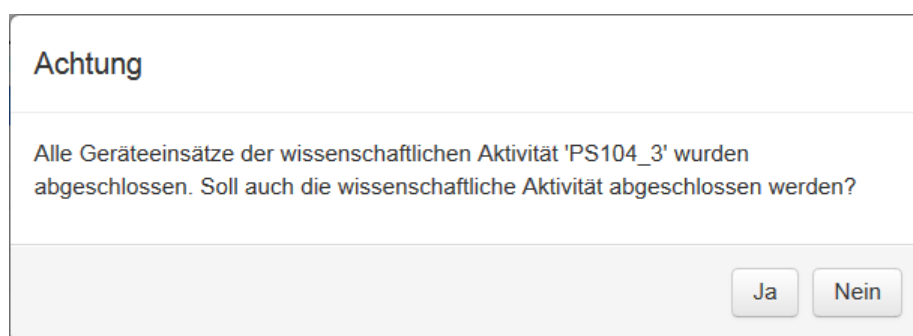 Achtung
Alle Geräteeinsätze der wissenschaftlichen Aktivität 'PS104_3' wurden
abgeschlossen. Soll auch die wissenschaftliche Aktivität abgeschlossen werden?
Ja Nein